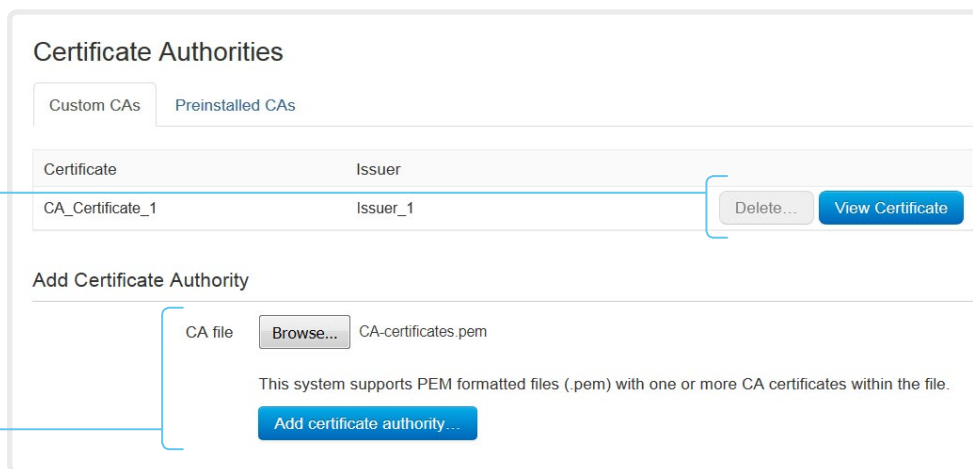 Certificate Authorities
Custom CAs Preinstalled CAs
Certificate Issuer
CA_Certificate_1 Issuer_1 Delete... View Certificate
Add Certificate Authority
CA file Browse... CA-certificates.pem
This system supports PEM formatted files (.pem) with one or more CA certificates within the file.
Add certificate authority...